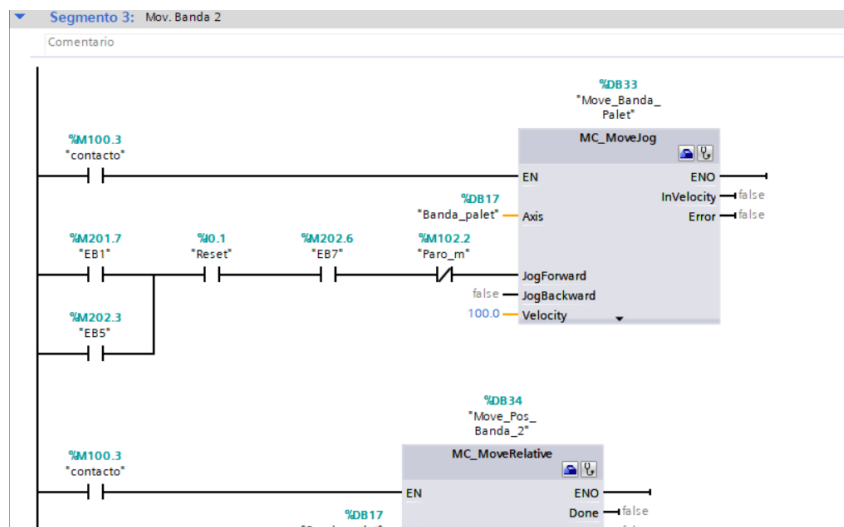 Segmento 3: Mov. Banda 2
Comentario
%DB33
"Move_Banda_
Palet"
MC_MoveJog
%M100.3
"contacto"
EN
ENO
InVelocity
false
%DB17
"Banda_palet"
Axis
Error
false
%M201.7
"EB1"
%I0.1
"Reset"
%M202.6
"EB7"
%M102.2
"Paro_m"
JogForward
false
JogBackward
100.0
Velocity
%M202.3
"EB5"
%DB34
"Move_Pos_
Banda_2"
MC_MoveRelative
%M100.3
"contacto"
EN
ENO
Done
false
%DB17